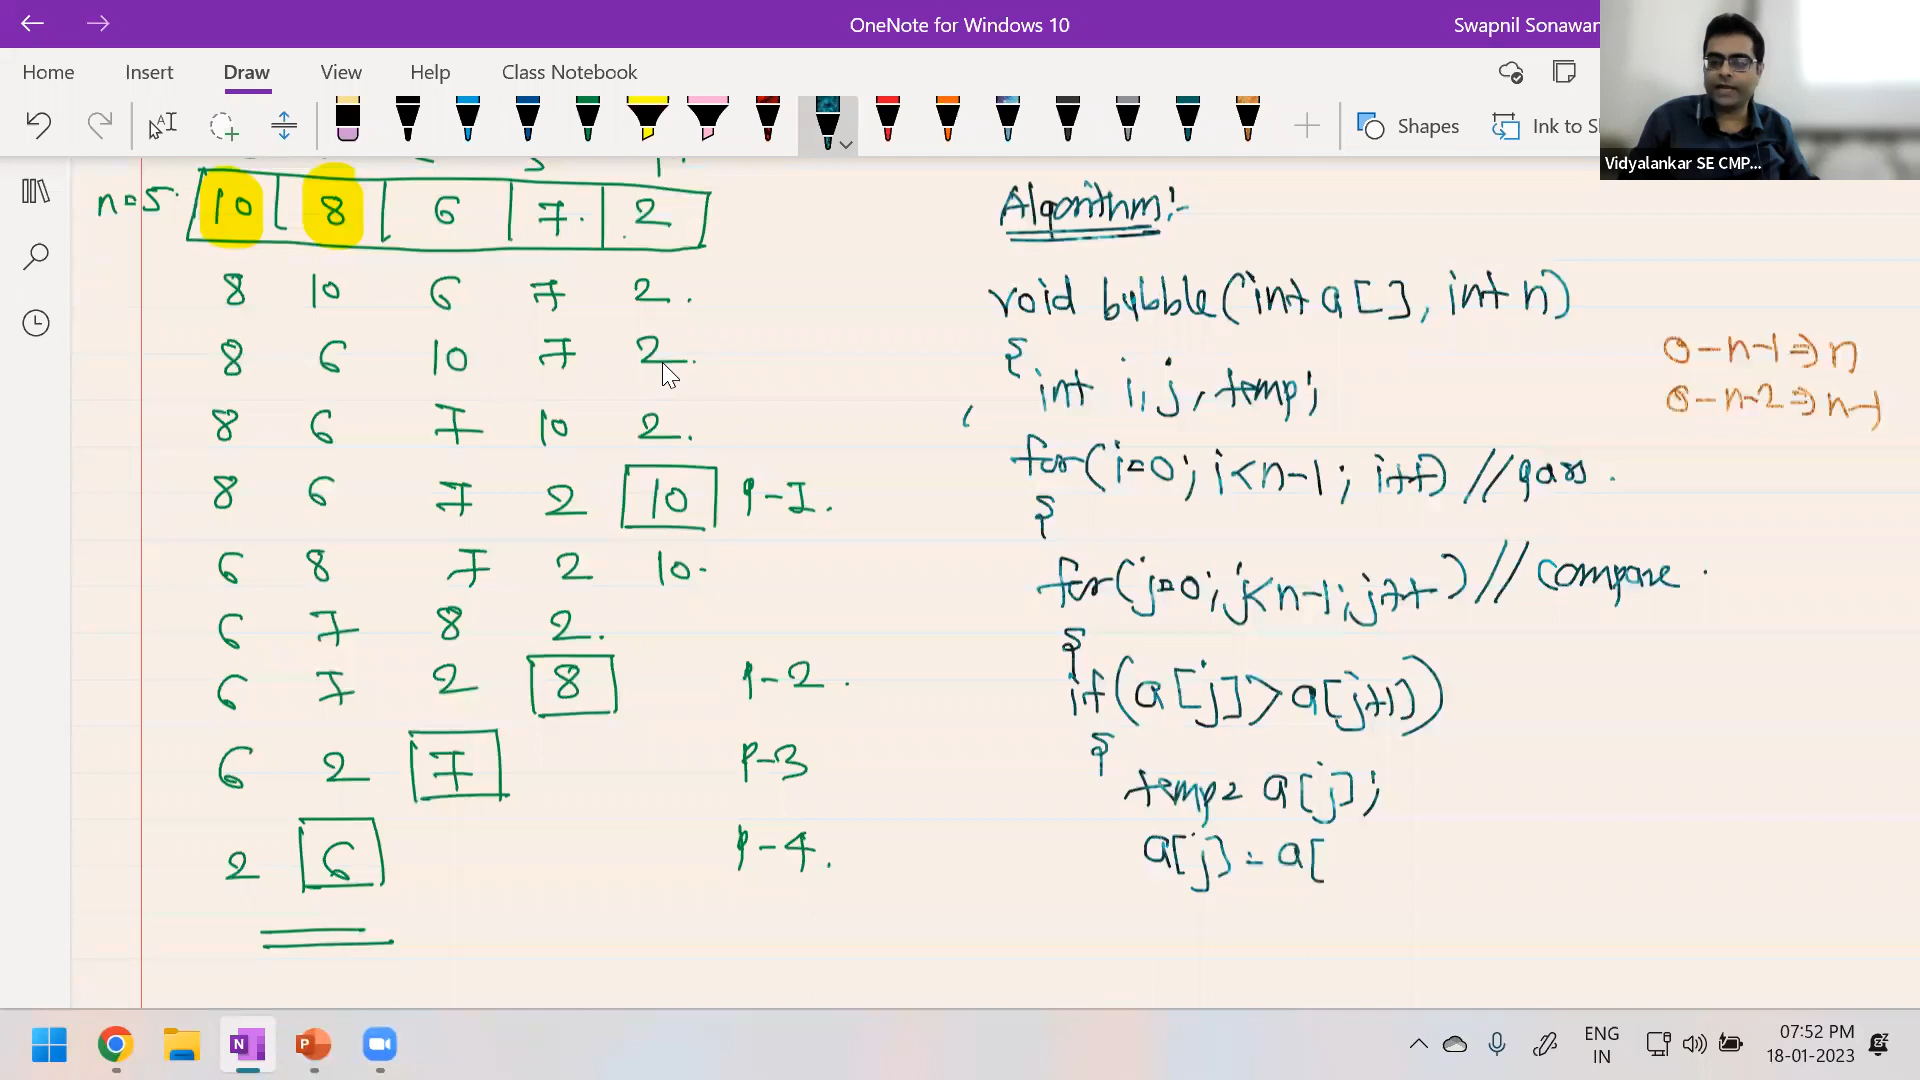 OneNote for Windows 10
Swapnil Sonawar
Home Insert Draw View Help Class Notebook
Shapes
Ink to S
Vidyalankar SE CMP...
n=5
10 8 6 7 2
8 10 6 7 2
8 6 10 7 2
8 6 7 10 2
8 6 7 2 10 P-I
6 8 7 2 10
6 7 8 2
6 7 2 8 P-2
6 2 7 P-3
2 6 P-4
Algorithm:-
void bubble(int a[], int n)
{
int i,j, temp;
for(i=0; i<n-1; i++) //pass
{
for(j=0; j<n-1; j++) //compare
{
if(a[j]>a[j+1])
{
temp= a[j];
a[j] = a[
0-n-1⇒n
0-n-2⇒n-1
ENG
IN
07:52 PM
18-01-2023